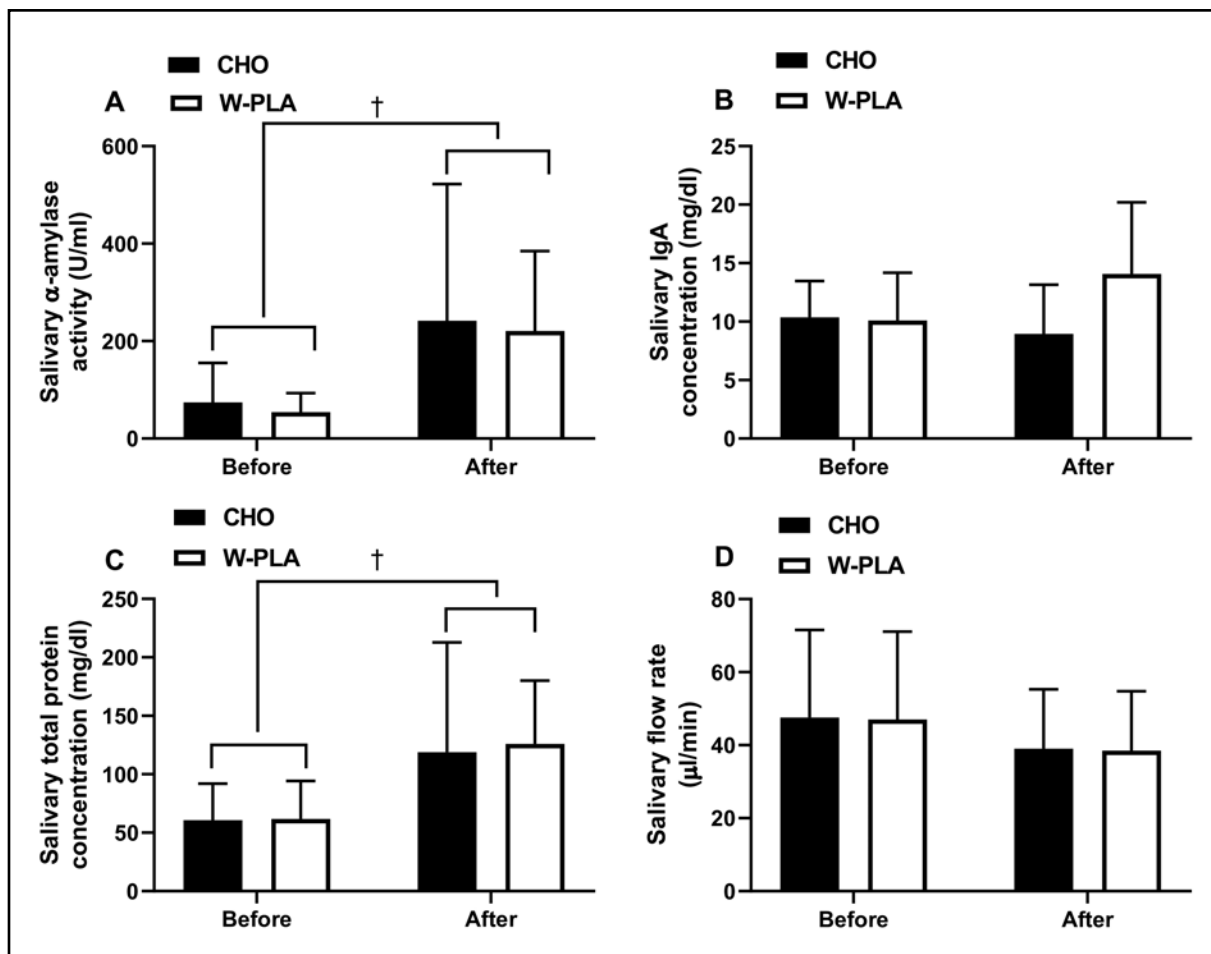 CHO
W-PLA
A
†
Salivary α-amylase
activity (U/ml)
600
400
200
0
Before
After
CHO
W-PLA
B
Salivary IgA
concentration (mg/dl)
25
20
15
10
5
0
Before
After
CHO
W-PLA
C
†
Salivary total protein
concentration (mg/dl)
250
200
150
100
50
0
Before
After
CHO
W-PLA
D
Salivary flow rate
(µl/min)
80
60
40
20
0
Before
After